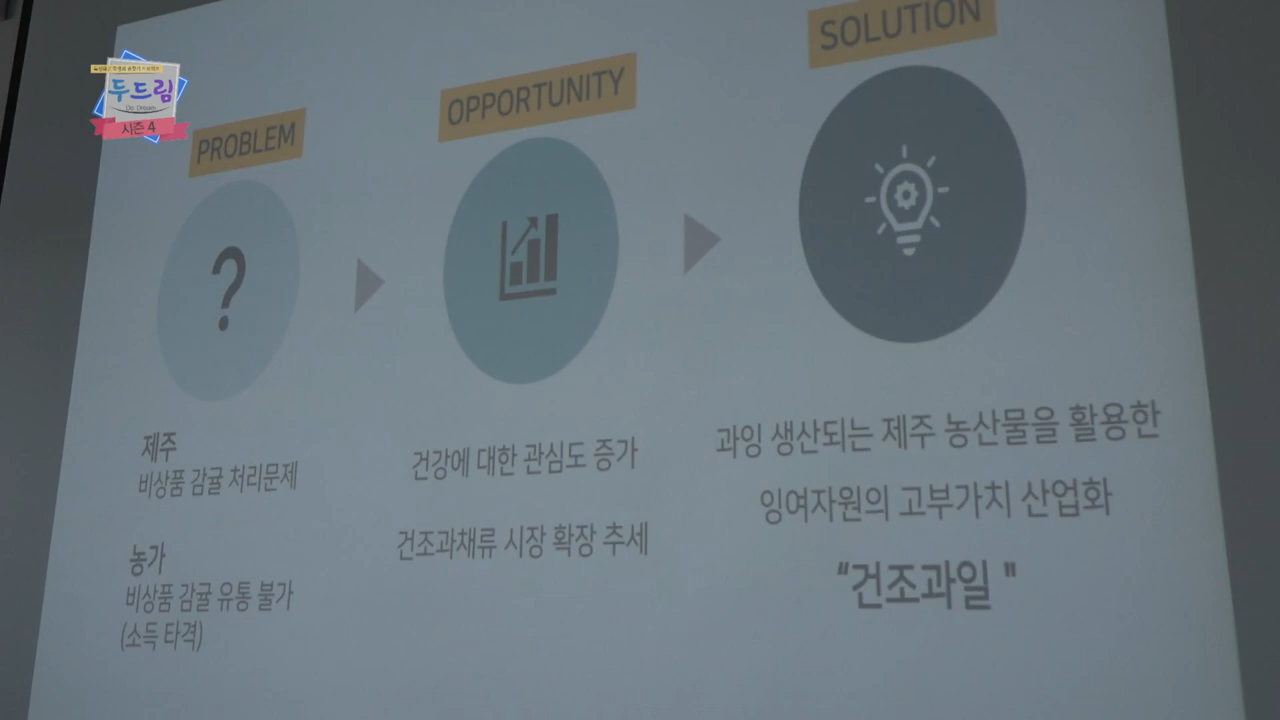 두드림
Do Dream
시즌 4
PROBLEM
제주
비상품 감귤 처리문제
농가
비상품 감귤 유통 불가
(소득 타격)
OPPORTUNITY
건강에 대한 관심도 증가
건조과채류 시장 확장 추세
SOLUTION
과잉 생산되는 제주 농산물을 활용한
잉여자원의 고부가치 산업화
“건조과일 "